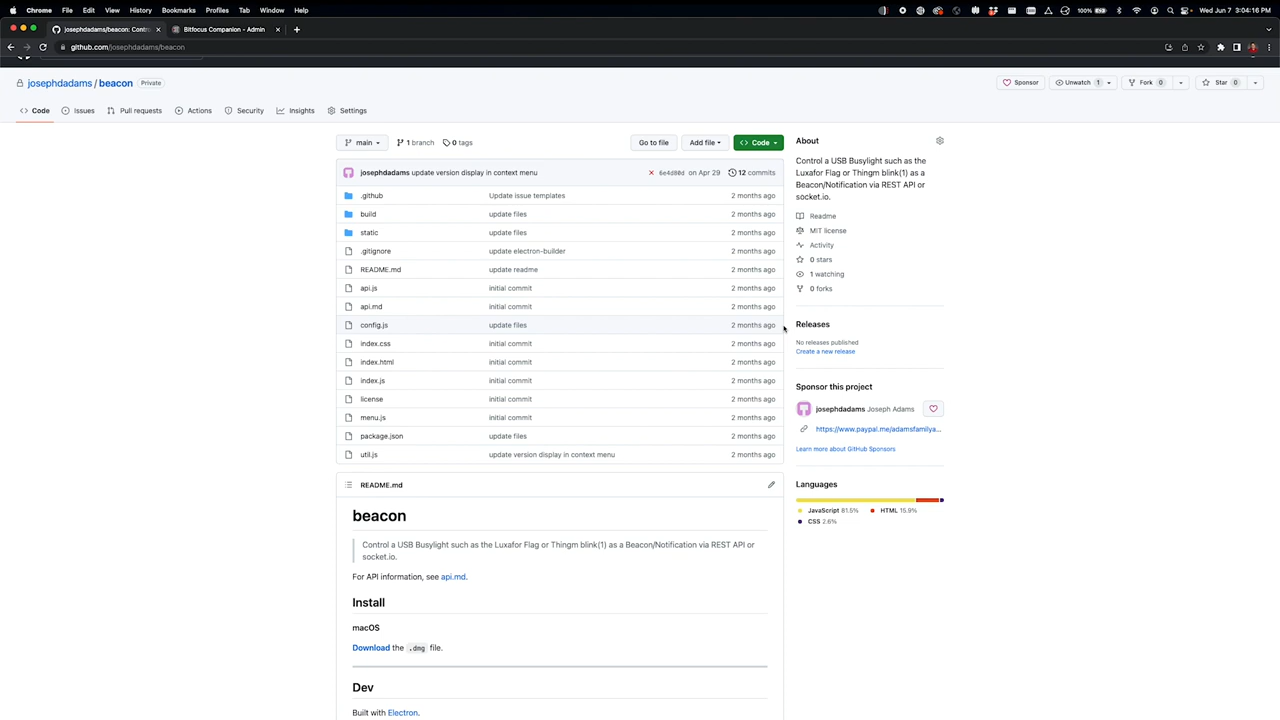 Chrome File Edit View History Bookmarks Profiles Tab Window Help 100% Wed Jun 7 3:04:16 PM
josephdadams/beacon: Contro Bitfocus Companion - Admin
github.com/josephdadams/beacon
josephdadams / beacon Private Sponsor Unwatch 1 Fork 0 Star 0
Code Issues Pull requests Actions Security Insights Settings
main 1 branch 0 tags Go to file Add file Code
josephdadams update version display in context menu 6e4d80d on Apr 29 12 commits
.github Update issue templates 2 months ago
build update files 2 months ago
static update files 2 months ago
.gitignore update electron-builder 2 months ago
README.md update readme 2 months ago
api.js initial commit 2 months ago
api.md initial commit 2 months ago
config.js update files 2 months ago
index.css initial commit 2 months ago
index.html initial commit 2 months ago
index.js initial commit 2 months ago
license initial commit 2 months ago
menu.js initial commit 2 months ago
package.json update files 2 months ago
util.js update version display in context menu 2 months ago
README.md
beacon
Control a USB Busylight such as the Luxafor Flag or Thingm blink(1) as a Beacon/Notification via REST API or
socket.io.
For API information, see api.md.
Install
macOS
Download the .dmg file.
Dev
Built with Electron.
About
Control a USB Busylight such as the
Luxafor Flag or Thingm blink(1) as a
Beacon/Notification via REST API or
socket.io.
Readme
MIT license
Activity
0 stars
1 watching
0 forks
Releases
No releases published
Create a new release
Sponsor this project
josephdadams Joseph Adams
https://www.paypal.me/adamsfamilya...
Learn more about GitHub Sponsors
Languages
JavaScript 81.5% HTML 15.9%
CSS 2.6%